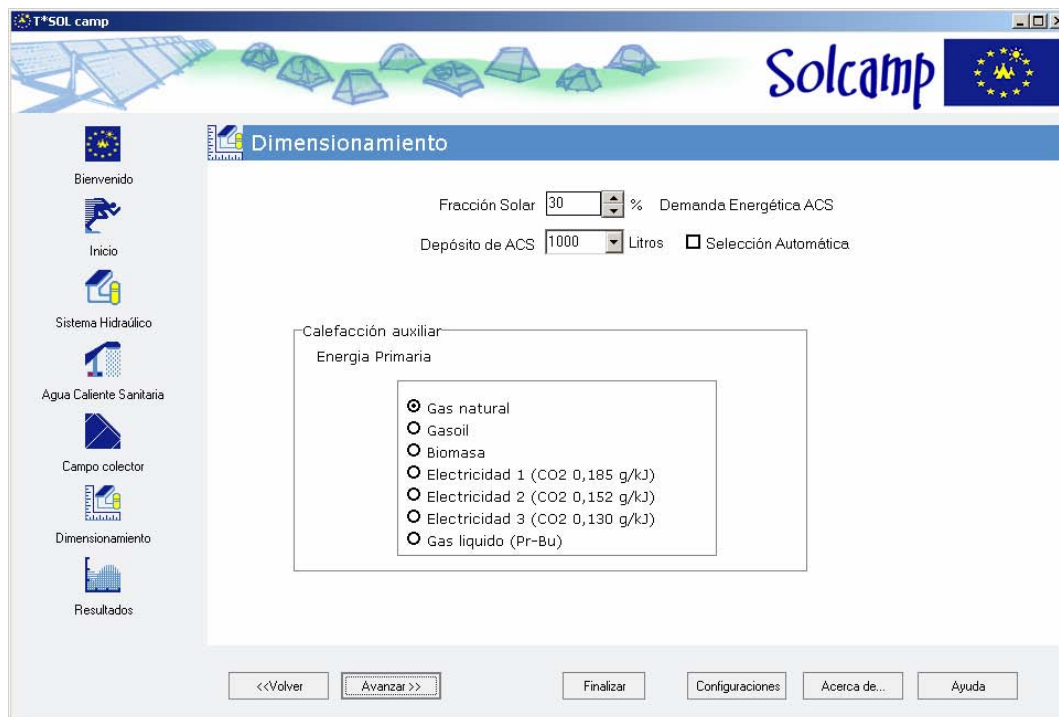 T*SOL camp
Solcamp
Bienvenido
Inicio
Sistema Hidraúlico
Agua Caliente Sanitaria
Campo colector
Dimensionamiento
Resultados
Dimensionamiento
Fracción Solar 30 % Demanda Energética ACS
Depósito de ACS 1000 Litros Selección Automática
Calefacción auxiliar
Energia Primaria
Gas natural
Gasoil
Biomasa
Electricidad 1 (CO2 0,185 g/kJ)
Electricidad 2 (CO2 0,152 g/kJ)
Electricidad 3 (CO2 0,130 g/kJ)
Gas liquido (Pr-Bu)
<<Volver Avanzar >> Finalizar Configuraciones Acerca de... Ayuda